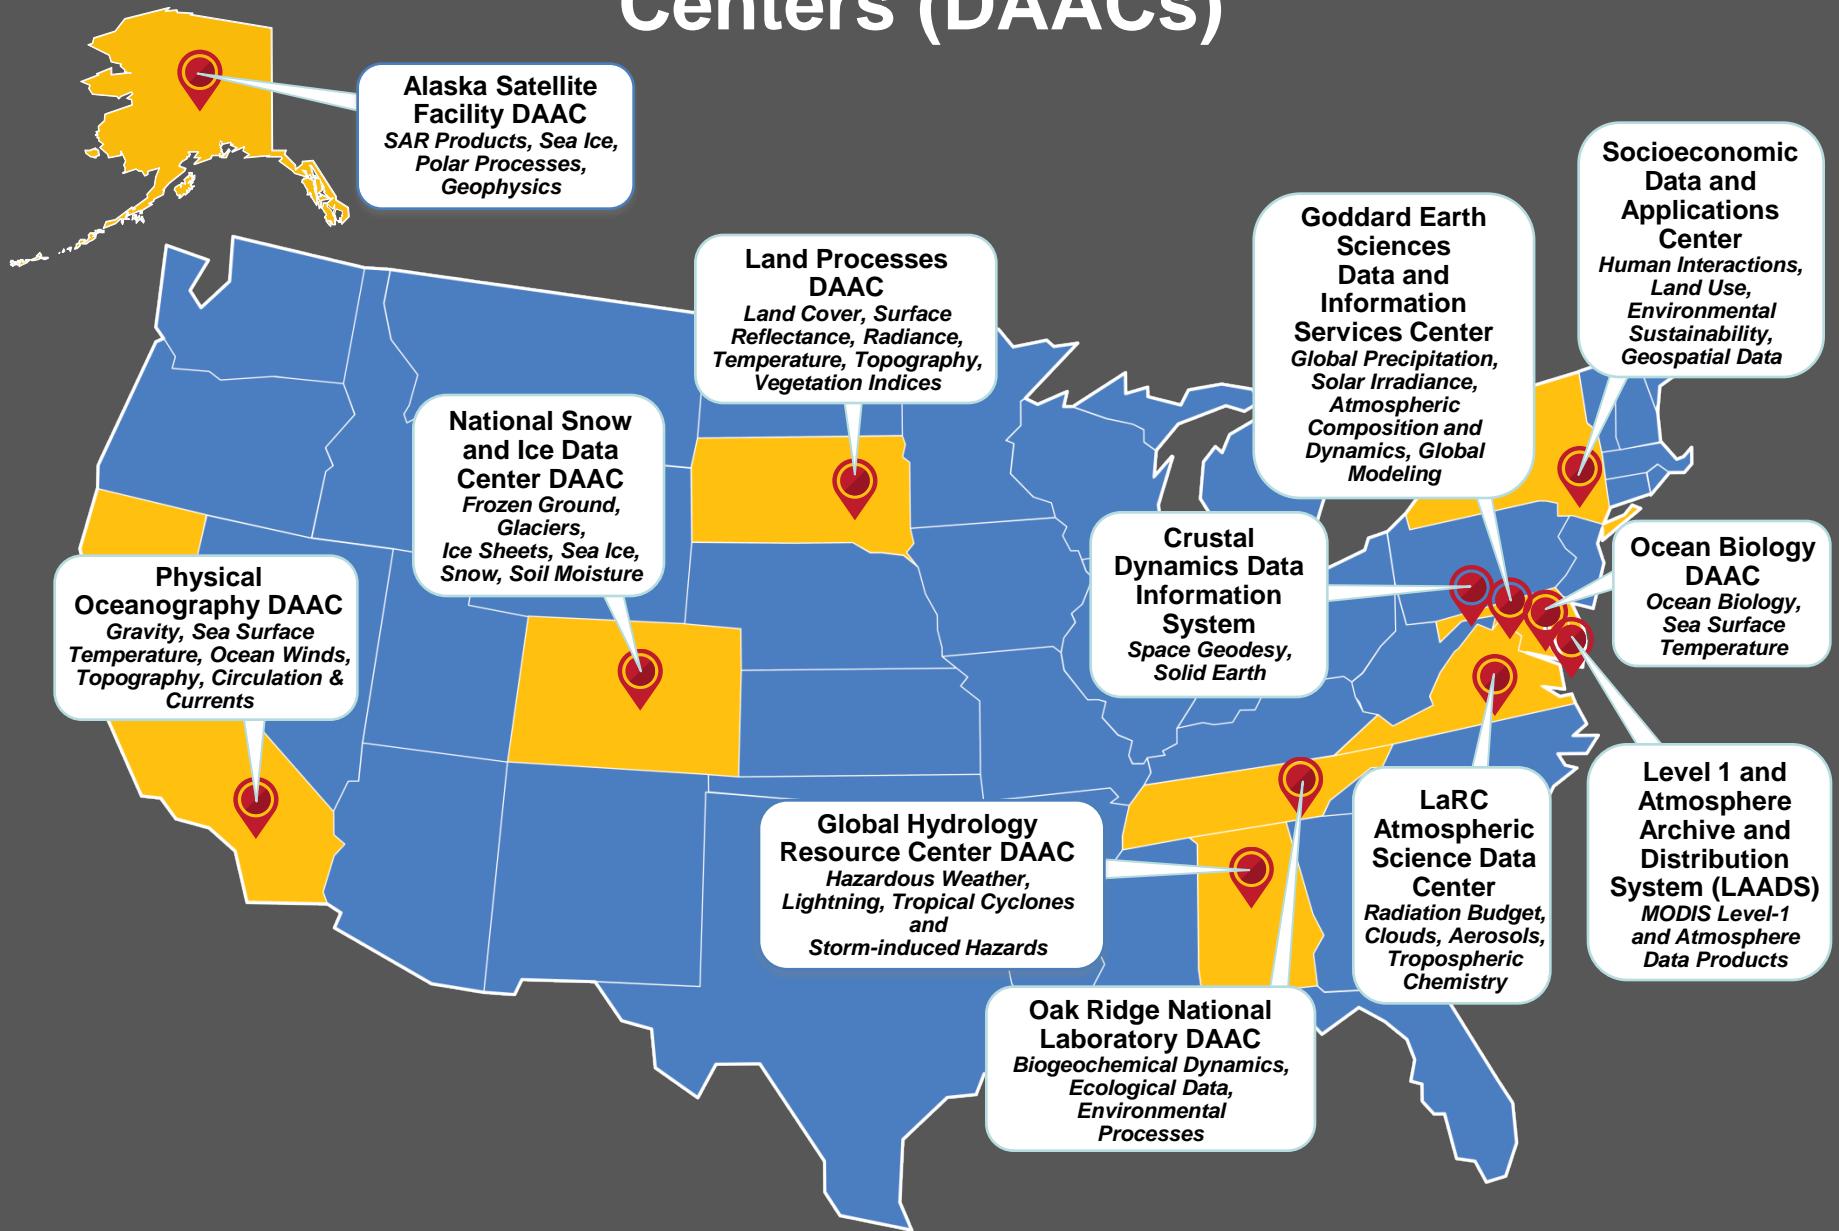 Centers (DAACs)
Alaska Satellite
Facility DAAC
SAR Products, Sea Ice,
Polar Processes,
Geophysics
Socioeconomic
Data and
Applications
Center
Human Interactions,
Land Use,
Environmental
Sustainability,
Geospatial Data
Goddard Earth
Sciences
Data and
Information
Services Center
Global Precipitation,
Solar Irradiance,
Atmospheric
Composition and
Dynamics, Global
Modeling
Land Processes
DAAC
Land Cover, Surface
Reflectance, Radiance,
Temperature, Topography,
Vegetation Indices
National Snow
and Ice Data
Center DAAC
Frozen Ground,
Glaciers,
Ice Sheets, Sea Ice,
Snow, Soil Moisture
Physical
Oceanography DAAC
Gravity, Sea Surface
Temperature, Ocean Winds,
Topography, Circulation &
Currents
Crustal
Dynamics Data
Information
System
Space Geodesy,
Solid Earth
Ocean Biology
DAAC
Ocean Biology,
Sea Surface
Temperature
Global Hydrology
Resource Center DAAC
Hazardous Weather,
Lightning, Tropical Cyclones
and
Storm-induced Hazards
LaRC
Atmospheric
Science Data
Center
Radiation Budget,
Clouds, Aerosols,
Tropospheric
Chemistry
Level 1 and
Atmosphere
Archive and
Distribution
System (LAADS)
MODIS Level-1
and Atmosphere
Data Products
Oak Ridge National
Laboratory DAAC
Biogeochemical Dynamics,
Ecological Data,
Environmental
Processes